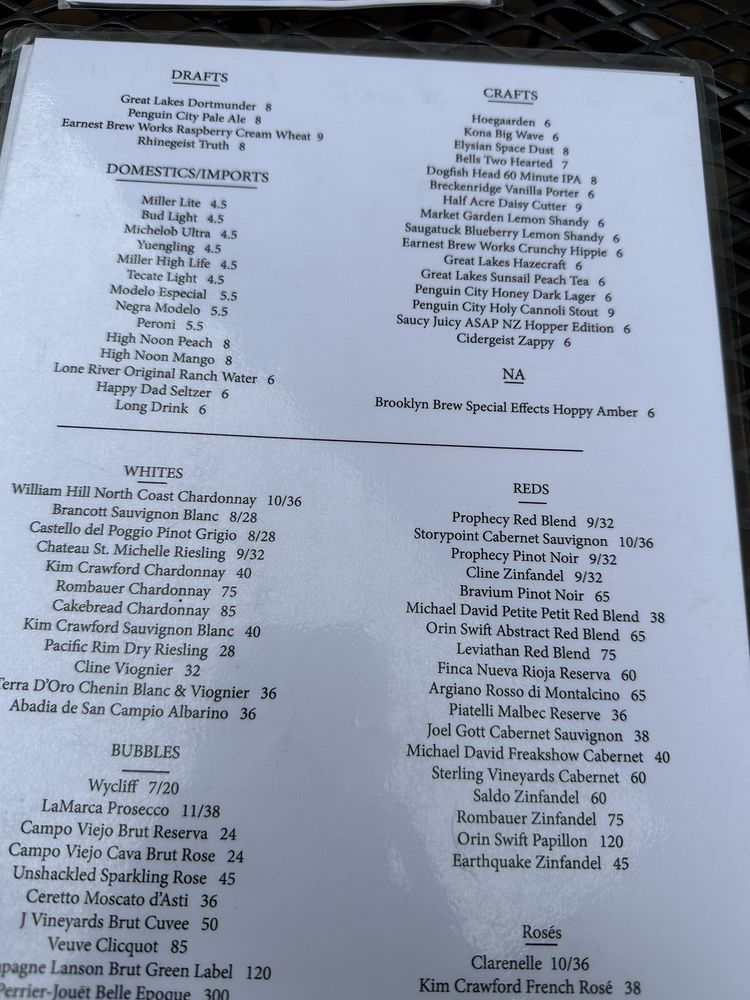 DRAFTS
Great Lakes Dortmunder 8
Penguin City Pale Ale 8
Earnest Brew Works Raspberry Cream Wheat 9
Rhinegeist Truth 8
DOMESTICS/IMPORTS
Miller Lite 4.5
Bud Light 4.5
Michelob Ultra 4.5
Yuengling 4.5
Miller High Life 4.5
Tecate Light 4.5
Modelo Especial 5.5
Negra Modelo 5.5
Peroni 5.5
High Noon Peach 8
High Noon Mango 8
Lone River Original Ranch Water 6
Happy Dad Seltzer 6
Long Drink 6
CRAFTS
Hoegaarden 6
Kona Big Wave 6
Elysian Space Dust 8
Bells Two Hearted 7
Dogfish Head 60 Minute IPA 8
Breckenridge Vanilla Porter 6
Half Acre Daisy Cutter 9
Market Garden Lemon Shandy 6
Saugatuck Blueberry Lemon Shandy 6
Earnest Brew Works Crunchy Hippie 6
Great Lakes Hazecraft 6
Great Lakes Sunsail Peach Tea 6
Penguin City Honey Dark Lager 6
Penguin City Holy Cannoli Stout 9
Saucy Juicy ASAP NZ Hopper Edition 6
Cidergeist Zappy 6
NA
Brooklyn Brew Special Effects Hoppy Amber 6
WHITES
William Hill North Coast Chardonnay 10/36
Brancott Sauvignon Blanc 8/28
Castello del Poggio Pinot Grigio 8/28
Chateau St. Michelle Riesling 9/32
Kim Crawford Chardonnay 40
Rombauer Chardonnay 75
Cakebread Chardonnay 85
Kim Crawford Sauvignon Blanc 40
Pacific Rim Dry Riesling 28
Cline Viognier 32
Terra D'Oro Chenin Blanc & Viognier 36
Abadia de San Campio Albarino 36
BUBBLES
Wycliff 7/20
LaMarca Prosecco 11/38
Campo Viejo Brut Reserva 24
Campo Viejo Cava Brut Rose 24
Unshackled Sparkling Rose 45
Ceretto Moscato d'Asti 36
J Vineyards Brut Cuvee 50
Veuve Clicquot 85
pagne Lanson Brut Green Label 120
Perrier-Jouët Belle Epoque 300
REDS
Prophecy Red Blend 9/32
Storypoint Cabernet Sauvignon 10/36
Prophecy Pinot Noir 9/32
Cline Zinfandel 9/32
Bravium Pinot Noir 65
Michael David Petite Petit Red Blend 38
Orin Swift Abstract Red Blend 65
Leviathan Red Blend 75
Finca Nueva Rioja Reserva 60
Argiano Rosso di Montalcino 65
Piatelli Malbec Reserve 36
Joel Gott Cabernet Sauvignon 38
Michael David Freakshow Cabernet 40
Sterling Vineyards Cabernet 60
Saldo Zinfandel 60
Rombauer Zinfandel 75
Orin Swift Papillon 120
Earthquake Zinfandel 45
Rosés
Clarenelle 10/36
Kim Crawford French Rosé 38